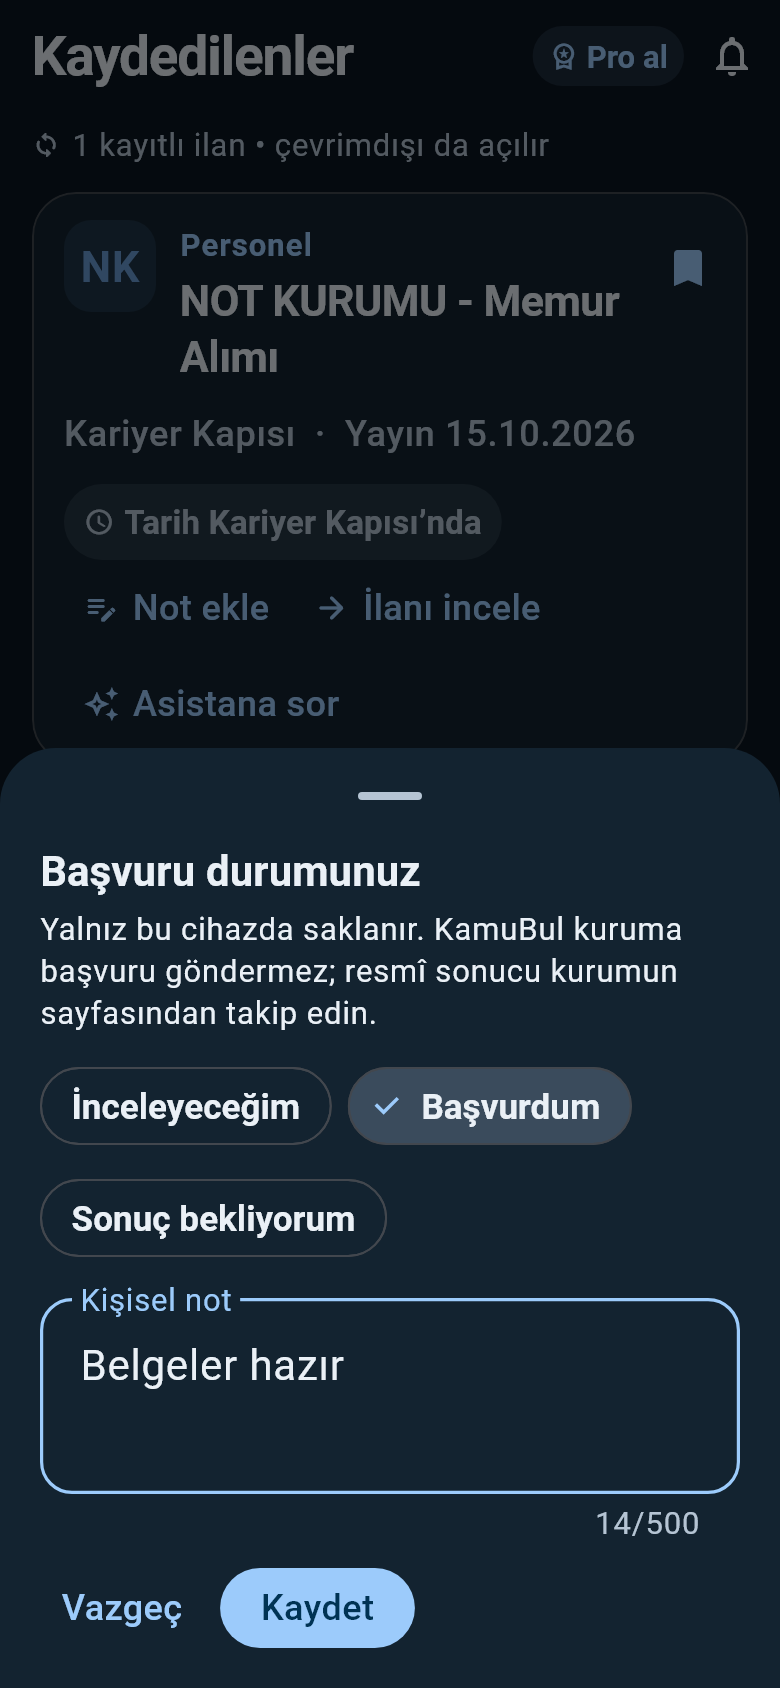 Kaydedilenler
Pro al
1 kayıtlı ilan • çevrimdışı da açılır
NK
Personel
NOT KURUMU - Memur
Alımı
Kariyer Kapısı · Yayın 15.10.2026
Tarih Kariyer Kapısı’nda
Not ekle
İlanı incele
Asistana sor
Başvuru durumunuz
Yalnız bu cihazda saklanır. KamuBul kuruma
başvuru göndermez; resmî sonucu kurumun
sayfasından takip edin.
İnceleyeceğim
Başvurdum
Sonuç bekliyorum
Kişisel not
Belgeler hazır
14/500
Vazgeç
Kaydet